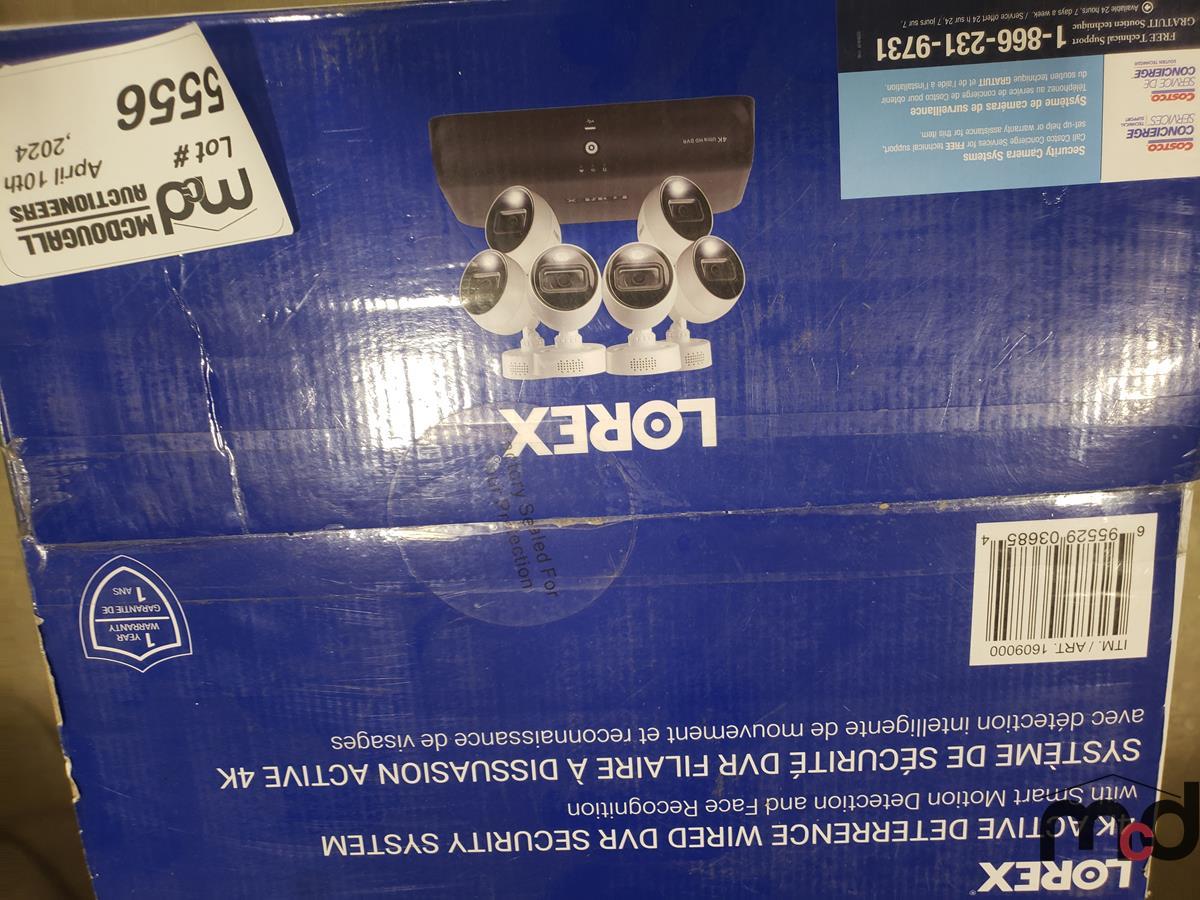 LOREX®
4K ACTIVE DETERRENCE WIRED DVR SECURITY SYSTEM
with Smart Motion Detection and Face Recognition
SYSTÈME DE SÉCURITÉ DVR FILAIRE À DISSUASION ACTIVE 4K
avec détection intelligente de mouvement et reconnaissance de visages
ITM. / ART. 1609000
6 95529 03685 4
1 YEAR
WARRANTY
GARANTIE DE
1 ANS
Sealed For
LOREX
4K ULTRA HD DVR
MCDOUGALL
AUCTIONEERS
mcd
April 10th
,2024
Lot #
5556
COSTCO
CONCIERGE
SERVICES
TECHNICAL
SUPPORT
Security Camera Systems
Call Costco Concierge Services for FREE technical support,
set-up help or warranty assistance for this item.
COSTCO
SERVICE DE
CONCIERGE
SOUTIEN TECHNIQUE
Système de caméras de surveillance
Téléphonez au service de concierge de Costco pour obtenir
du soutien technique GRATUIT et de l'aide à l'installation.
FREE Technical Support
GRATUIT Soutien technique
1-866-231-9731
Available 24 hours, 7 days a week. / Service offert 24 h sur 24, 7 jours sur 7.
mcd